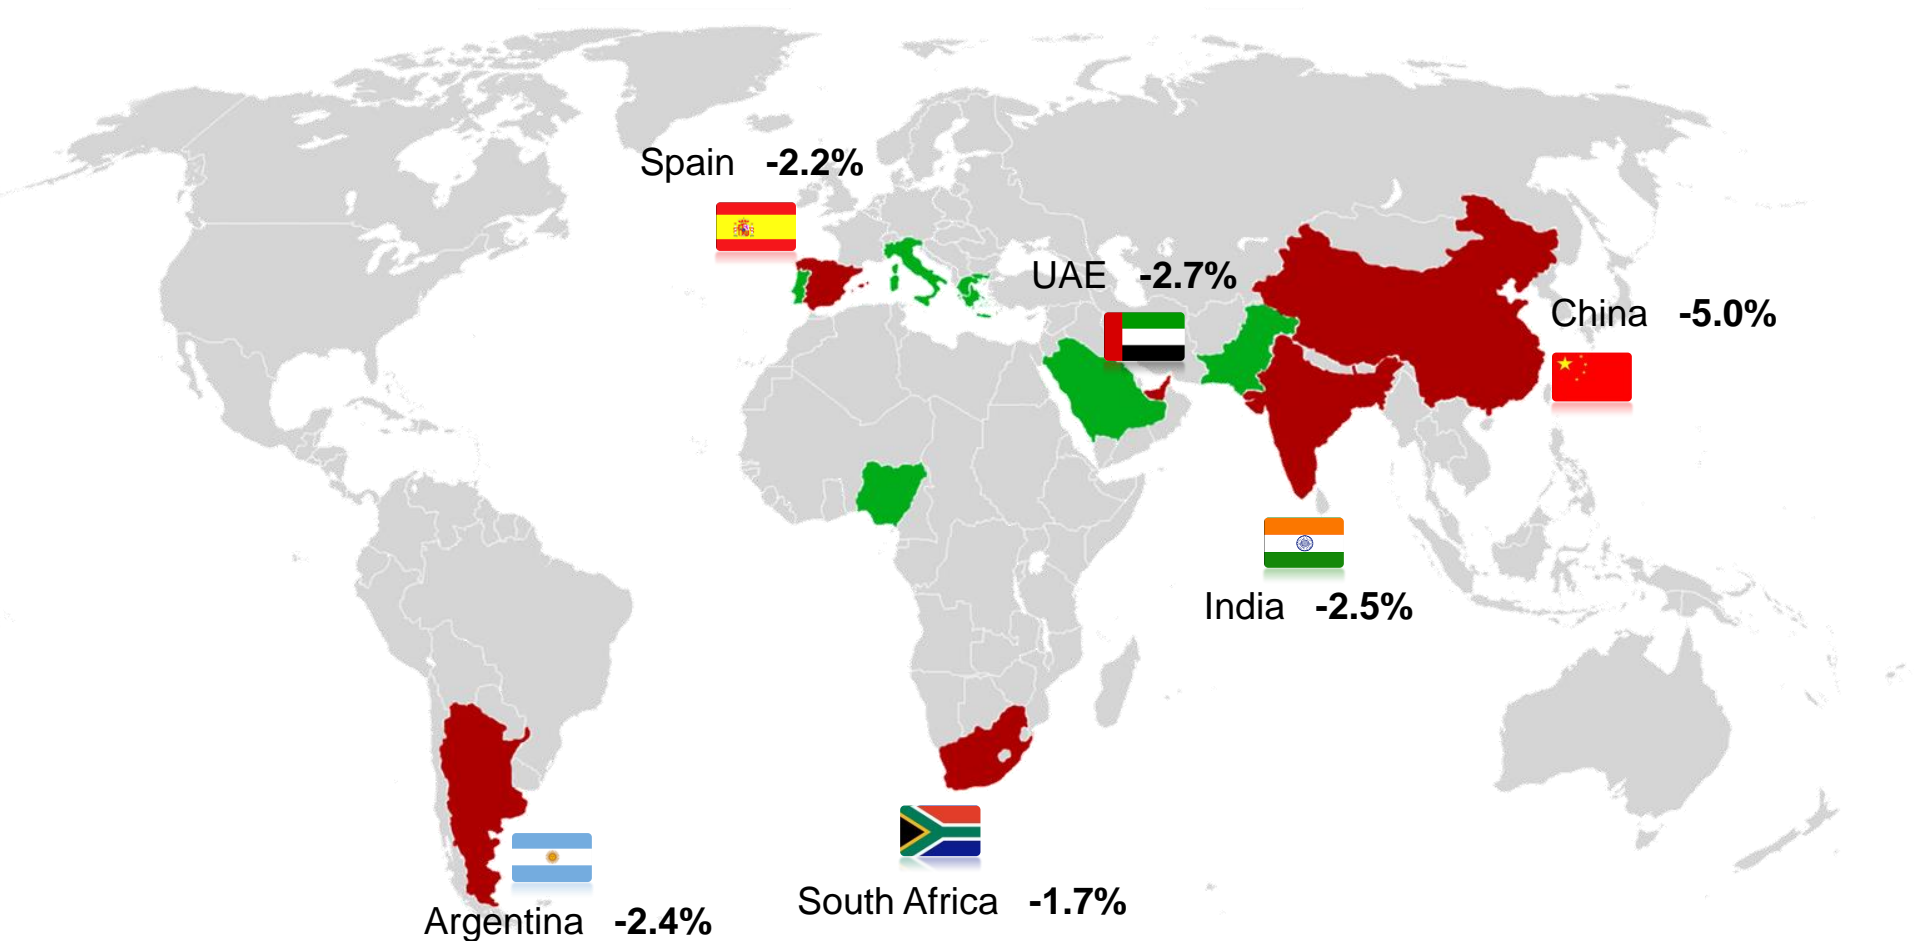 Spain -2.2%
UAE -2.7%
China -5.0%
India -2.5%
South Africa -1.7%
Argentina -2.4%